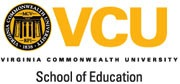 VCU
VIRGINIA COMMONWEALTH UNIVERSITY
School of Education